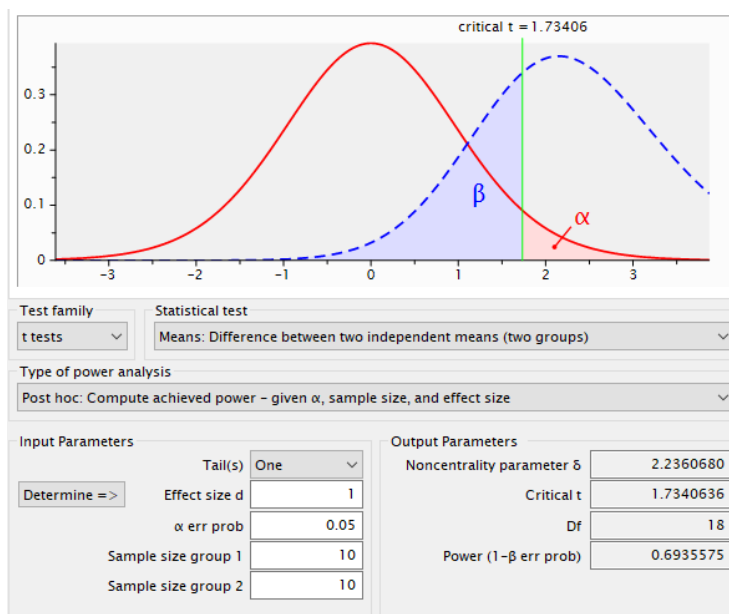 critical t = 1.73406
0.3
0.2
β
0.1
α
0
-3 -2 -1 0 1 2 3
Test family Statistical test
t tests Means: Difference between two independent means (two groups)
Type of power analysis
Post hoc: Compute achieved power – given α, sample size, and effect size
Input Parameters
Tail(s) One
Determine => Effect size d 1
α err prob 0.05
Sample size group 1 10
Sample size group 2 10
Output Parameters
Noncentrality parameter δ 2.2360680
Critical t 1.7340636
Df 18
Power (1-β err prob) 0.6935575